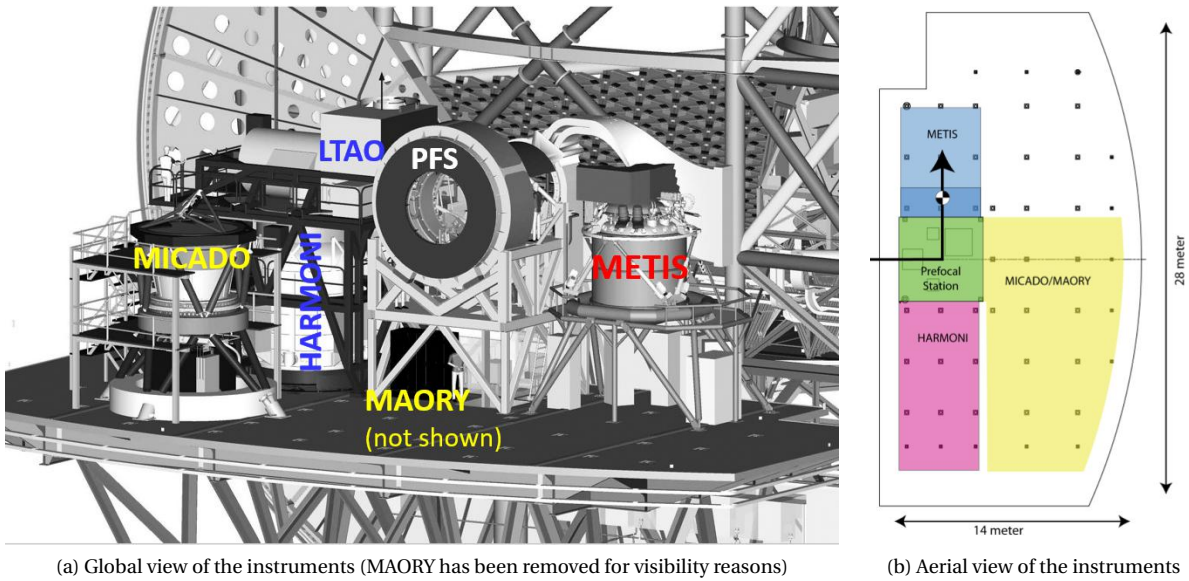 LTAO
PFS
MICADO
HARMONI
METIS
MAORY
(not shown)
METIS
Prefocal
Station
MICADO/MAORY
HARMONI
28 meter
14 meter
(a) Global view of the instruments (MAORY has been removed for visibility reasons)
(b) Aerial view of the instruments